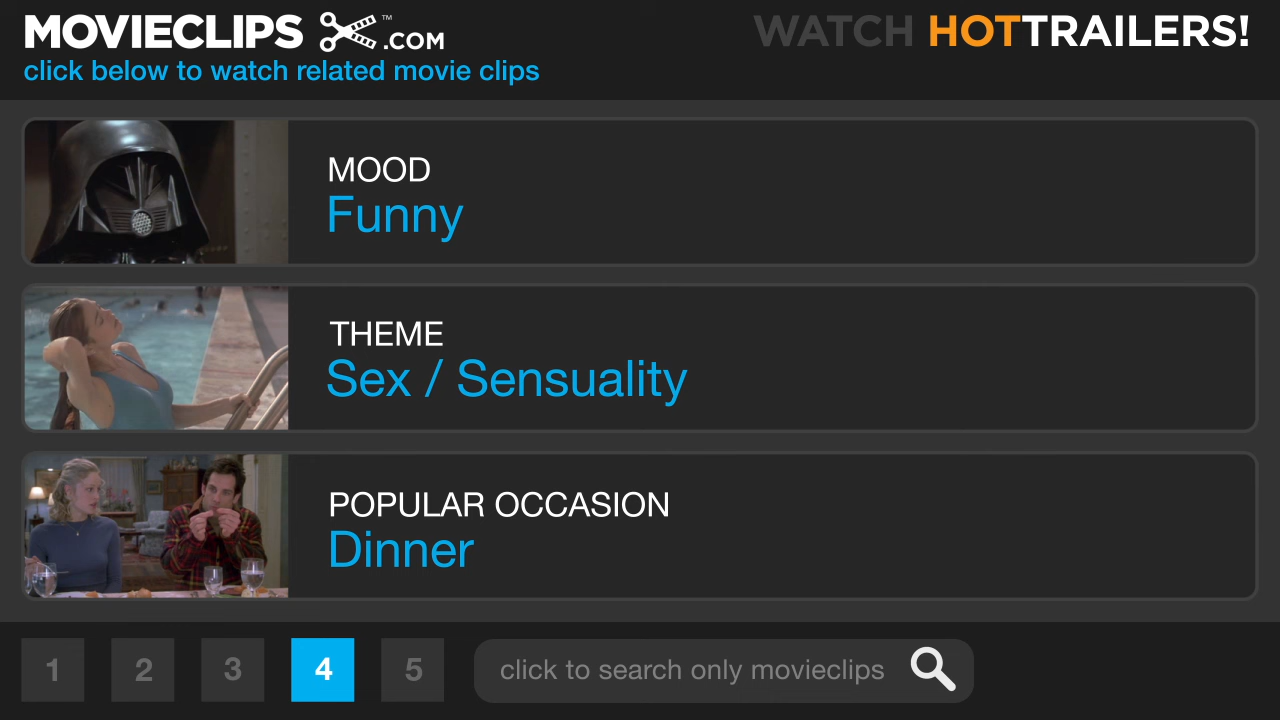 MOVIECLIPS ™ .COM
WATCH HOTTRAILERS!
click below to watch related movie clips
MOOD
Funny
THEME
Sex / Sensuality
POPULAR OCCASION
Dinner
1 2 3 4 5 click to search only movieclips